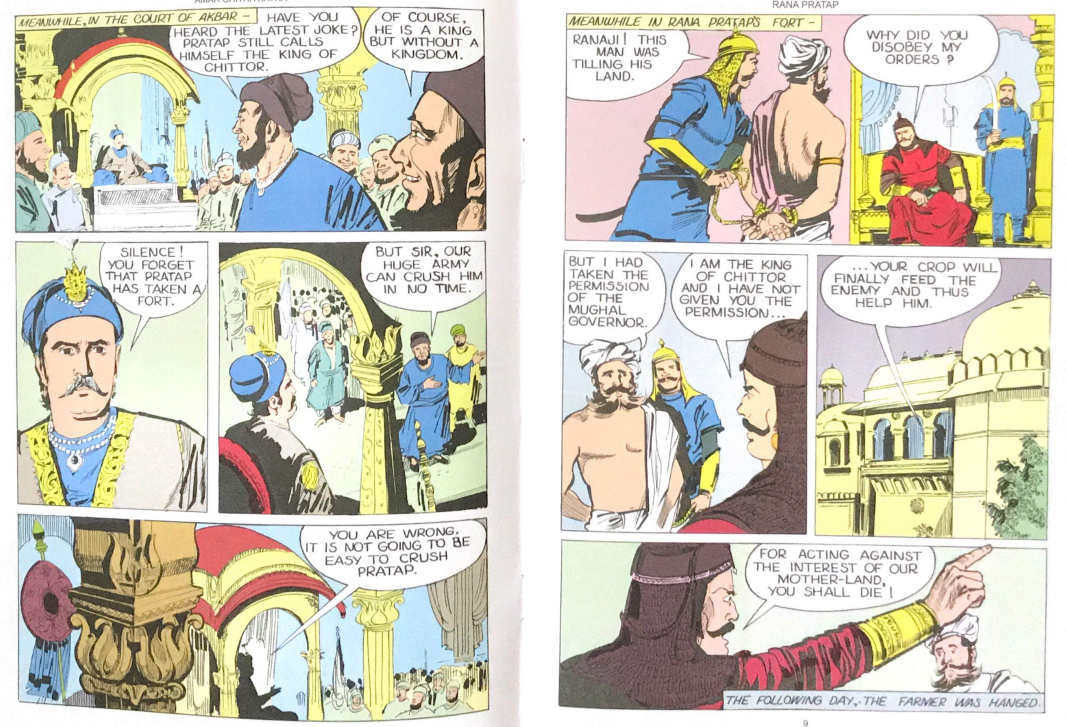 MEANWHILE, IN THE COURT OF AKBAR -
HAVE YOU
HEARD THE LATEST JOKE?
PRATAP STILL CALLS
HIMSELF THE KING OF
CHITTOR.
OF COURSE,
HE IS A KING
BUT WITHOUT A
KINGDOM.
SILENCE!
YOU FORGET
THAT PRATAP
HAS TAKEN A
FORT.
BUT SIR, OUR
HUGE ARMY
CAN CRUSH HIM
IN NO TIME.
YOU ARE WRONG.
IT IS NOT GOING TO BE
EASY TO CRUSH
PRATAP.
RANA PRATAP
MEANWHILE IN RANA PRATAP'S FORT -
RANAJI! THIS
MAN WAS
TILLING HIS
LAND.
WHY DID YOU
DISOBEY MY
ORDERS?
BUT I HAD
TAKEN THE
PERMISSION
OF THE
MUGHAL
GOVERNOR.
I AM THE KING
OF CHITTOR
AND I HAVE NOT
GIVEN YOU THE
PERMISSION...
...YOUR CROP WILL
FINALLY FEED THE
ENEMY AND THUS
HELP HIM.
FOR ACTING AGAINST
THE INTEREST OF OUR
MOTHER-LAND,
YOU SHALL DIE!
THE FOLLOWING DAY, THE FARMER WAS HANGED.
9